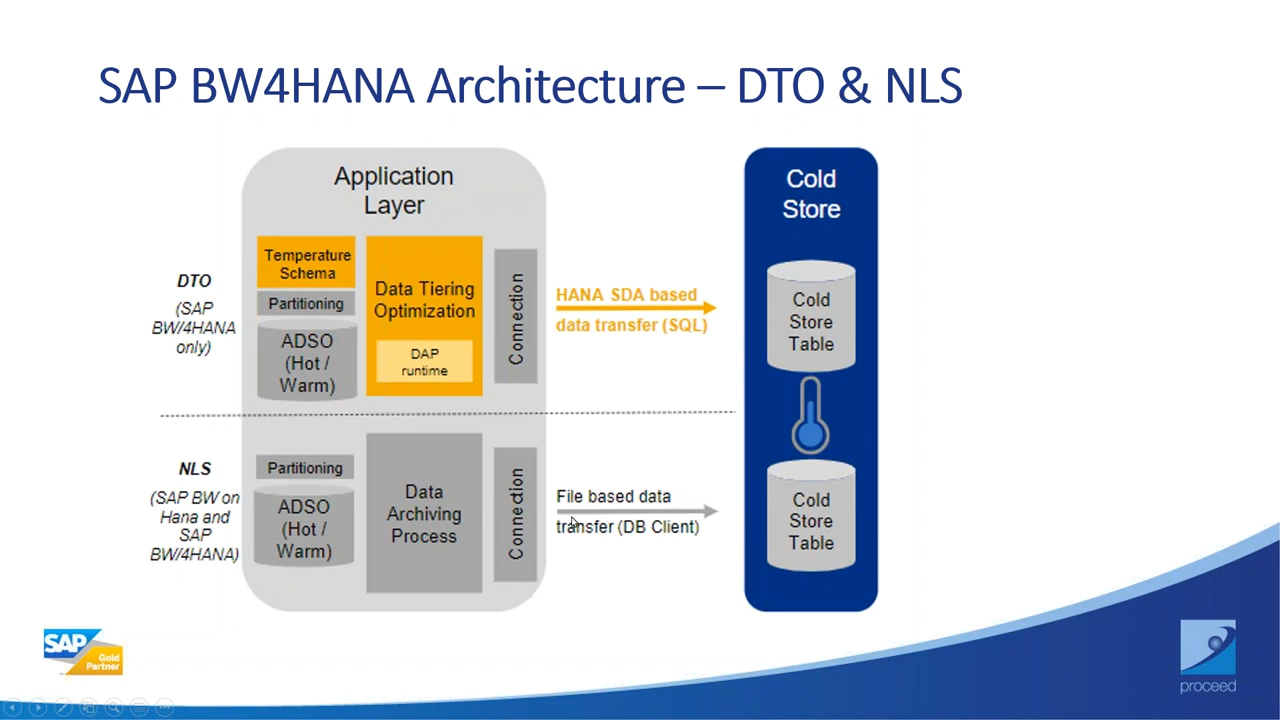 SAP BW4HANA Architecture – DTO & NLS
Application
Layer
Cold
Store
DTO
(SAP
BW/4HANA
only)
Temperature
Schema
Partitioning
ADSO
(Hot /
Warm)
Data Tiering
Optimization
DAP
runtime
Connection
HANA SDA based
data transfer (SQL)
Cold
Store
Table
NLS
(SAP BW on
Hana and
SAP
BW/4HANA)
Partitioning
ADSO
(Hot /
Warm)
Data
Archiving
Process
Connection
File based data
transfer (DB Client)
Cold
Store
Table
SAP
Gold
Partner
proceed